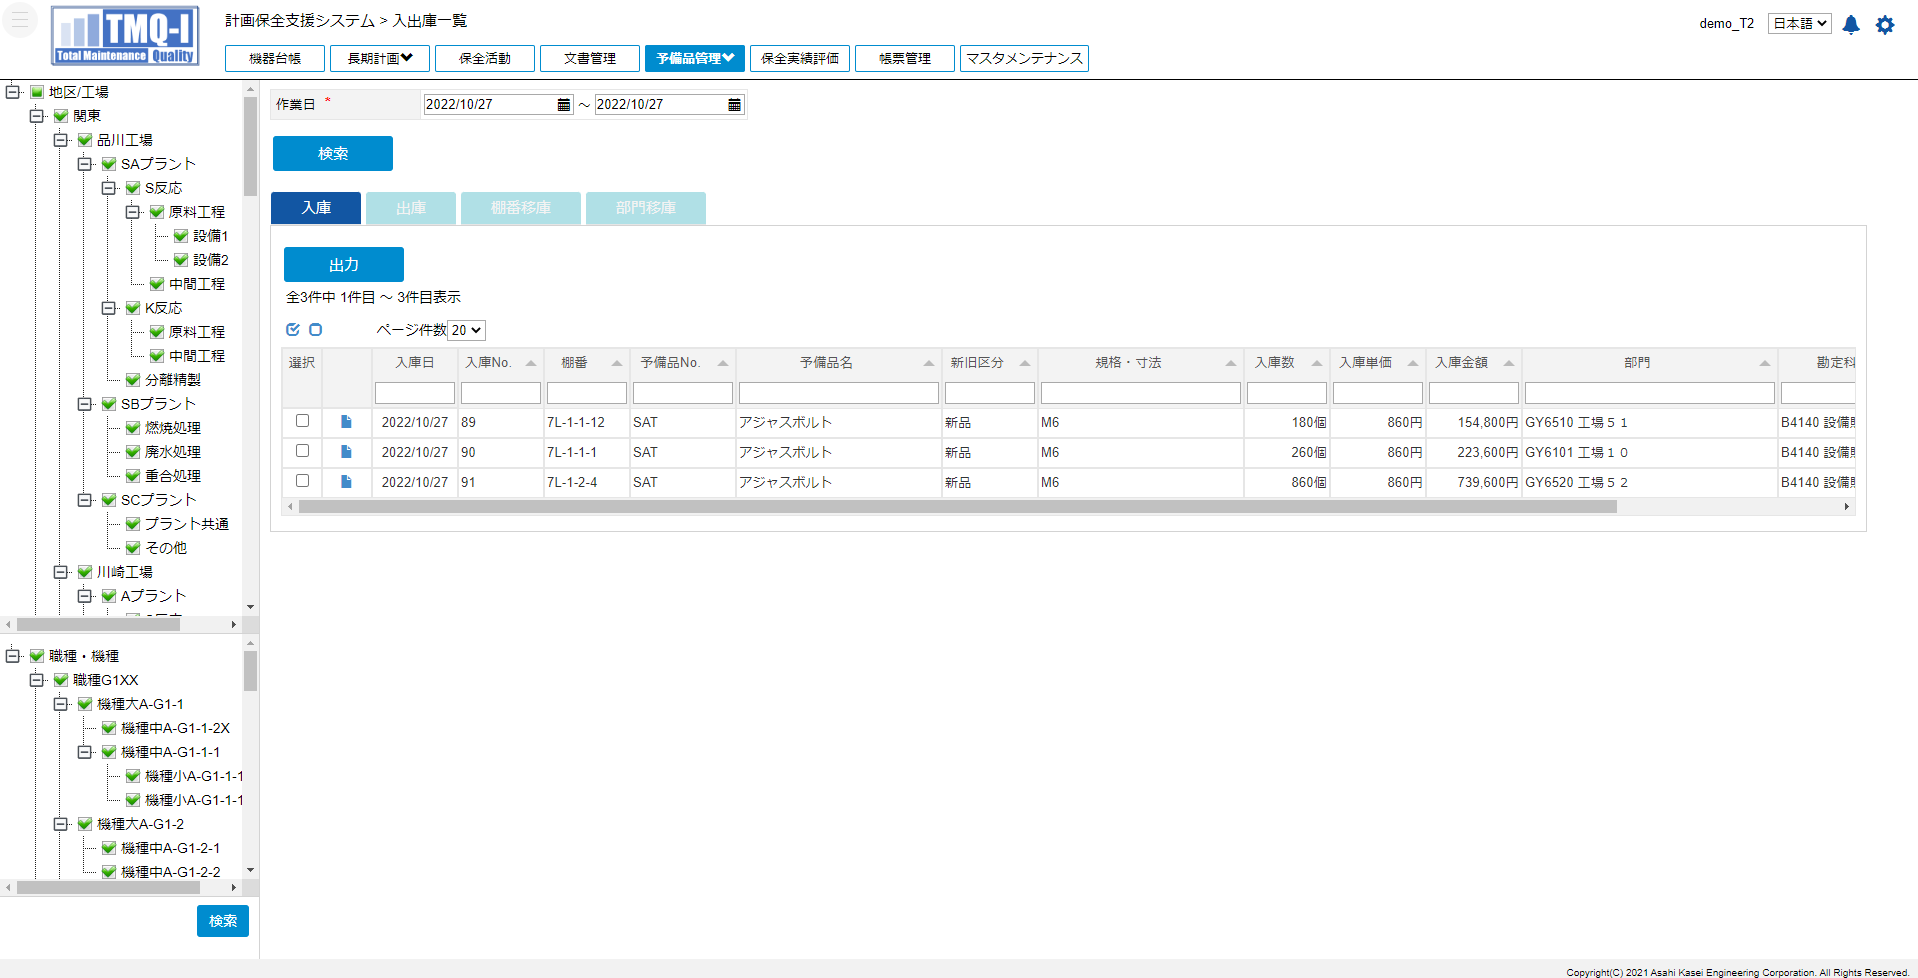 TMQ-I
Total Maintenance Quality
計画保全支援システム > 入出庫一覧
demo_T2
日本語
機器台帳
長期計画
保全活動
文書管理
予備品管理
保全実績評価
帳票管理
マスタメンテナンス
地区/工場
関東
品川工場
SAプラント
S反応
原料工程
設備1
設備2
中間工程
K反応
原料工程
中間工程
分離精製
SBプラント
燃焼処理
廃水処理
重合処理
SCプラント
プラント共通
その他
川崎工場
Aプラント
職種・機種
職種G1XX
機種大A-G1-1
機種中A-G1-1-2X
機種中A-G1-1-1
機種小A-G1-1-1
機種小A-G1-1-1
機種大A-G1-2
機種中A-G1-2-1
機種中A-G1-2-2
検索
作業日 *
2022/10/27 ～ 2022/10/27
検索
入庫 出庫 棚番移庫 部門移庫
出力
全3件中 1件目 ～ 3件目表示
ページ件数 20
選択 入庫日 入庫No. 棚番 予備品No. 予備品名 新旧区分 規格・寸法 入庫数 入庫単価 入庫金額 部門 勘定科
2022/10/27 89 7L-1-1-12 SAT アジャスボルト 新品 M6 180個 860円 154,800円 GY6510 工場５１ B4140 設備
2022/10/27 90 7L-1-1-1 SAT アジャスボルト 新品 M6 260個 860円 223,600円 GY6101 工場１０ B4140 設備
2022/10/27 91 7L-1-2-4 SAT アジャスボルト 新品 M6 860個 860円 739,600円 GY6520 工場５２ B4140 設備
Copyright(C) 2021 Asahi Kasei Engineering Corporation. All Rights Reserved.